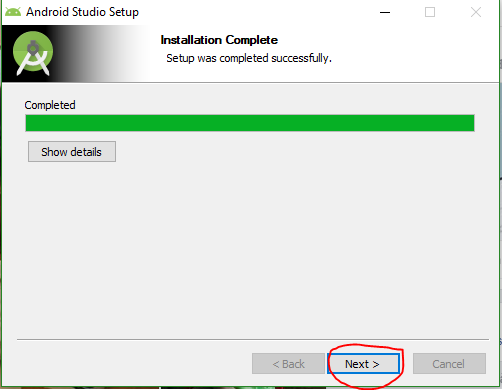 Android Studio Setup
Installation Complete
Setup was completed successfully.
Completed
Show details
< Back
Next >
Cancel